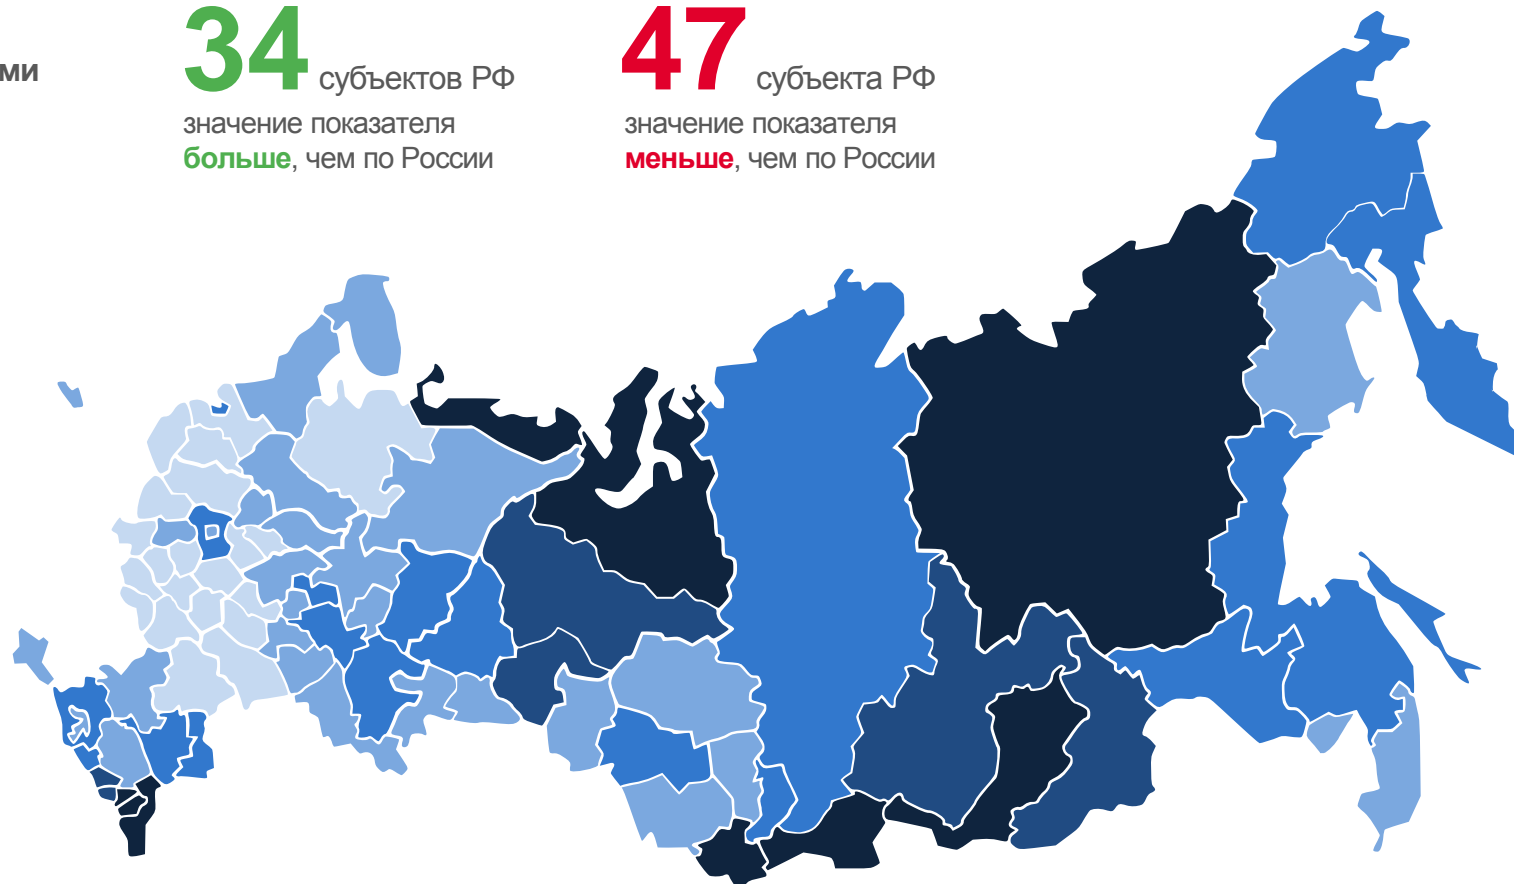 ми
34 субъектов РФ
значение показателя
больше, чем по России
47 субъекта РФ
значение показателя
меньше, чем по России